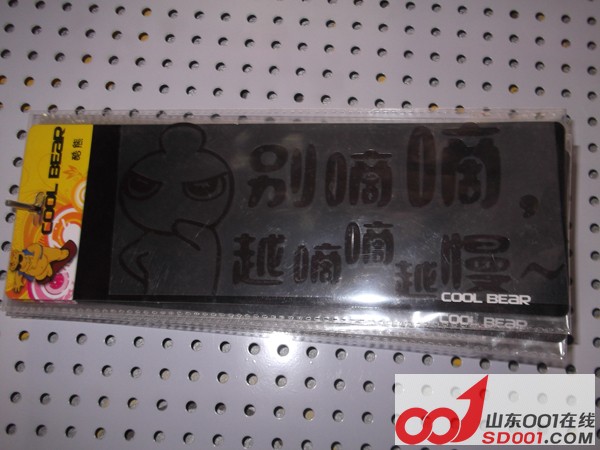 COOL BEAR
酷熊
别嘀嘀，
越嘀嘀越慢～
COOL BEAR
COOL BEAR
山东001在线
SD001.com